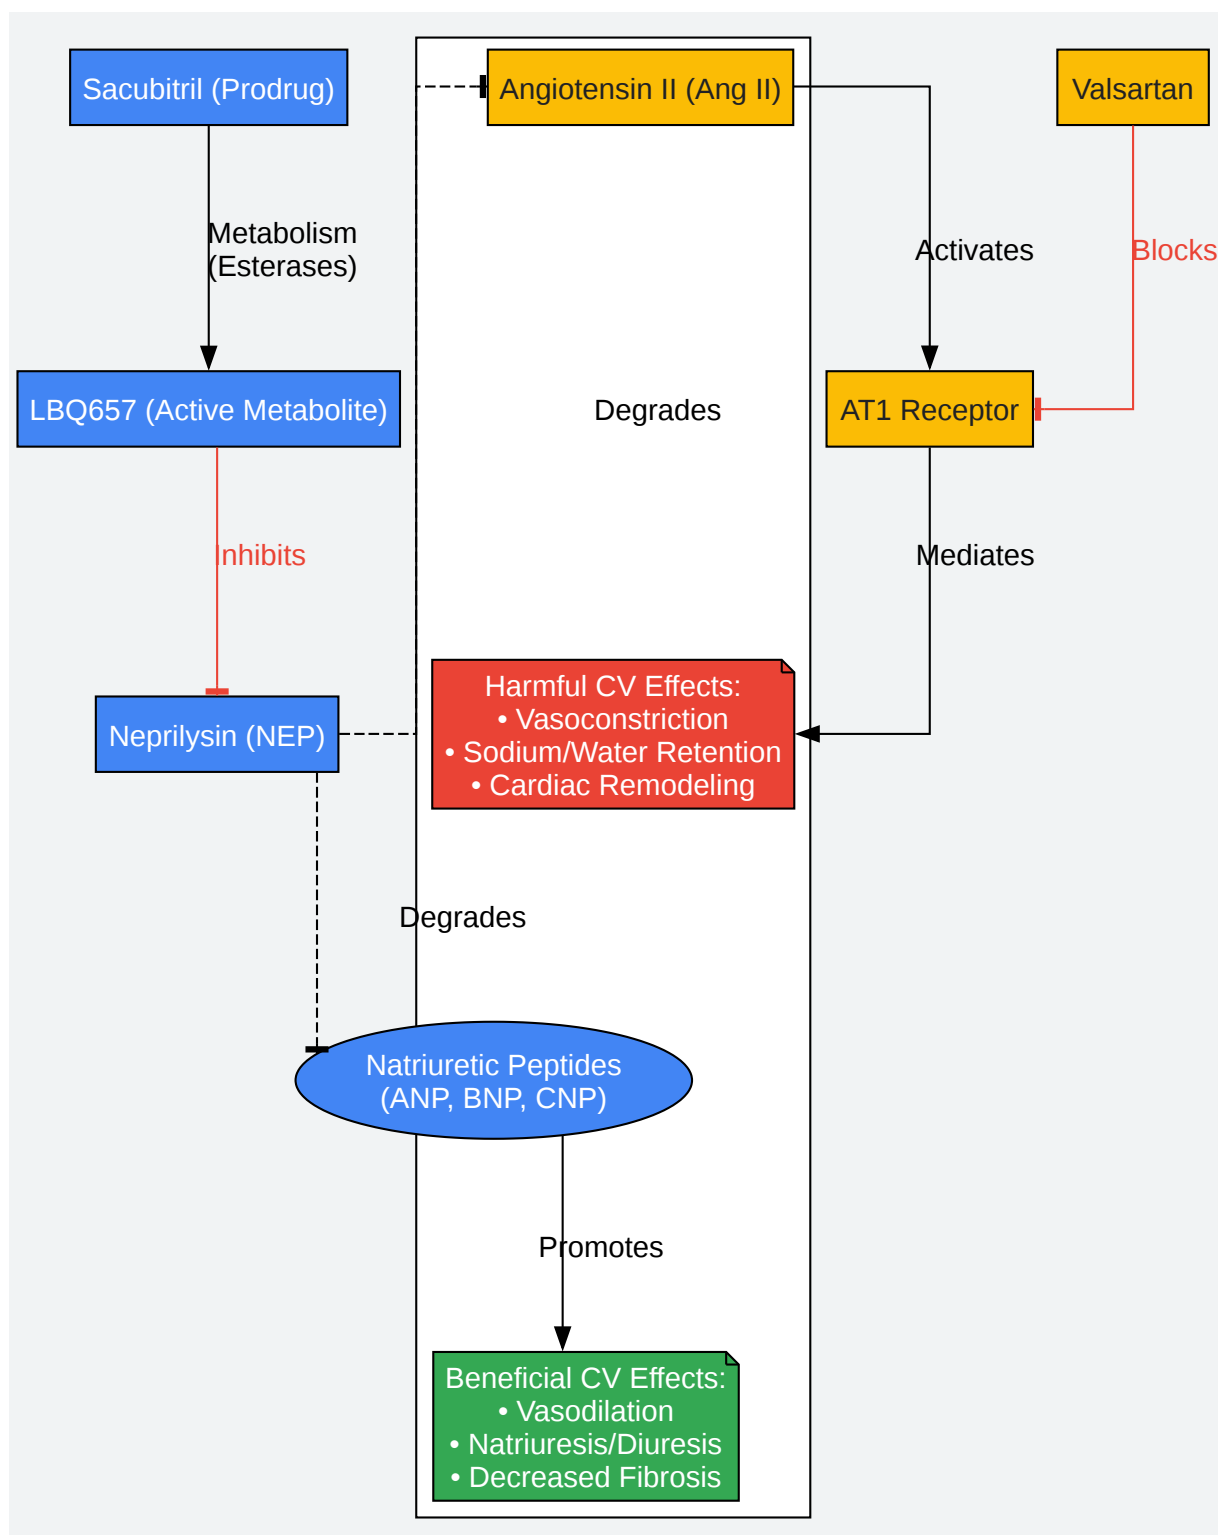 Sacubitril (Prodrug)
Angiotensin II (Ang II)
Valsartan
Metabolism
(Esterases)
Activates
Blocks
LBQ657 (Active Metabolite)
Degrades
AT1 Receptor
Inhibits
Mediates
Neprilysin (NEP)
Harmful CV Effects:
• Vasoconstriction
• Sodium/Water Retention
• Cardiac Remodeling
Degrades
Natriuretic Peptides
(ANP, BNP, CNP)
Promotes
Beneficial CV Effects:
• Vasodilation
• Natriuresis/Diuresis
• Decreased Fibrosis